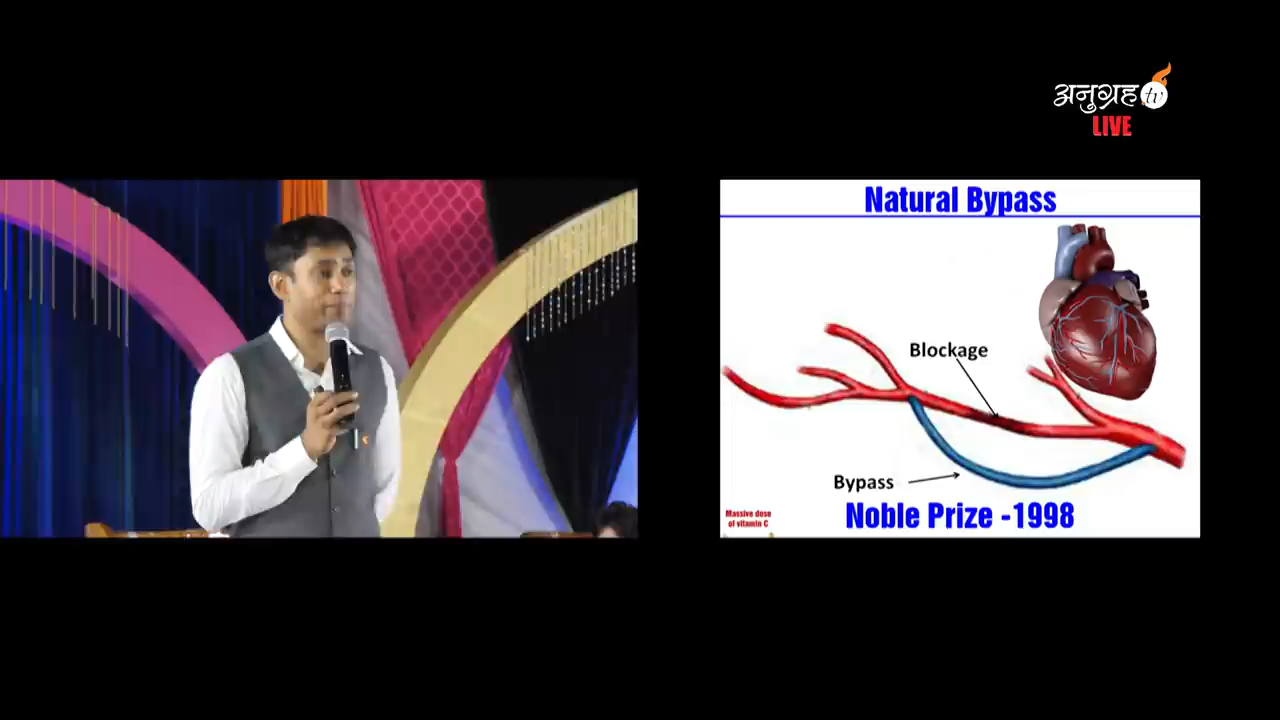 अनुग्रह tv
LIVE
Natural Bypass
Blockage
Bypass
Massive dose
of vitamin C
Noble Prize -1998